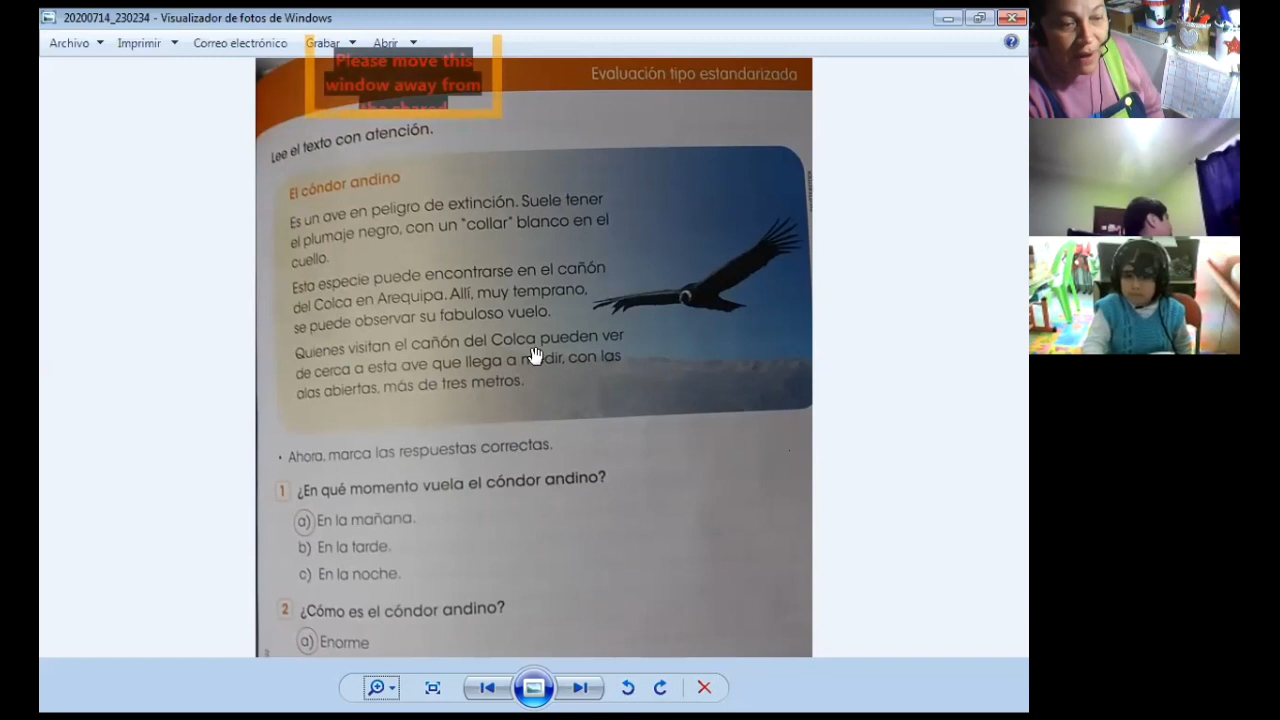 20200714_230234 - Visualizador de fotos de Windows
Archivo Imprimir Correo electrónico Grabar Abrir
Please move this
window away from
the shared
Evaluación tipo estandarizada
Lee el texto con atención.
El cóndor andino
Es un ave en peligro de extinción. Suele tener
el plumaje negro, con un "collar" blanco en el
cuello.
Esta especie puede encontrarse en el cañón
del Colca en Arequipa. Allí, muy temprano,
se puede observar su fabuloso vuelo.
Quienes visitan el cañón del Colca pueden ver
de cerca a esta ave que llega a medir, con las
alas abiertas, más de tres metros.
• Ahora, marca las respuestas correctas.
1 ¿En qué momento vuela el cóndor andino?
a) En la mañana.
b) En la tarde.
c) En la noche.
2 ¿Cómo es el cóndor andino?
a) Enorme